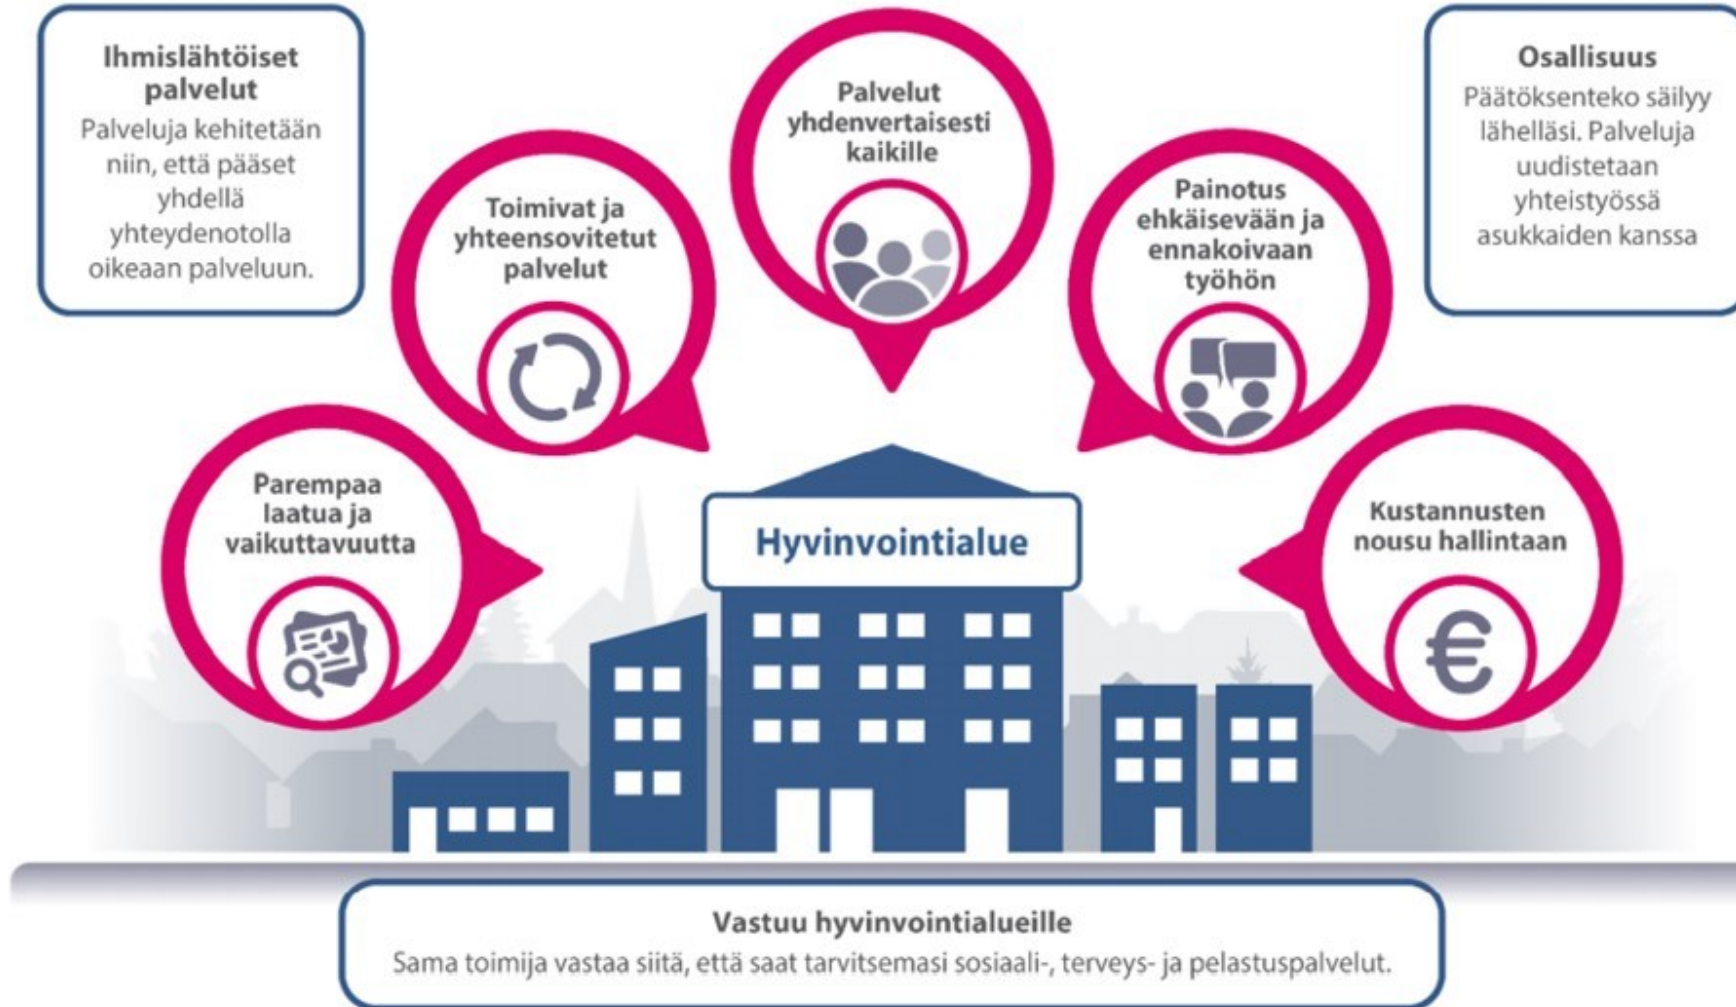 Ihmislähtöiset
palvelut
Palveluja kehitetään
niin, että pääset
yhdellä
yhteydenotolla
oikeaan palveluun.
Parempaa
laatua ja
vaikuttavuutta
Toimivat ja
yhteensovitetut
palvelut
Palvelut
yhdenvertaisesti
kaikille
Painotus
ehkäisevään ja
ennakoivaan
työhön
Kustannusten
nousu hallintaan
€
Osallisuus
Päätöksenteko säilyy
lähelläsi. Palveluja
uudistetaan
yhteistyössä
asukkaiden kanssa
Hyvinvointialue
Vastuu hyvinvointialueille
Sama toimija vastaa siitä, että saat tarvitsemasi sosiaali-, terveys- ja pelastuspalvelut.